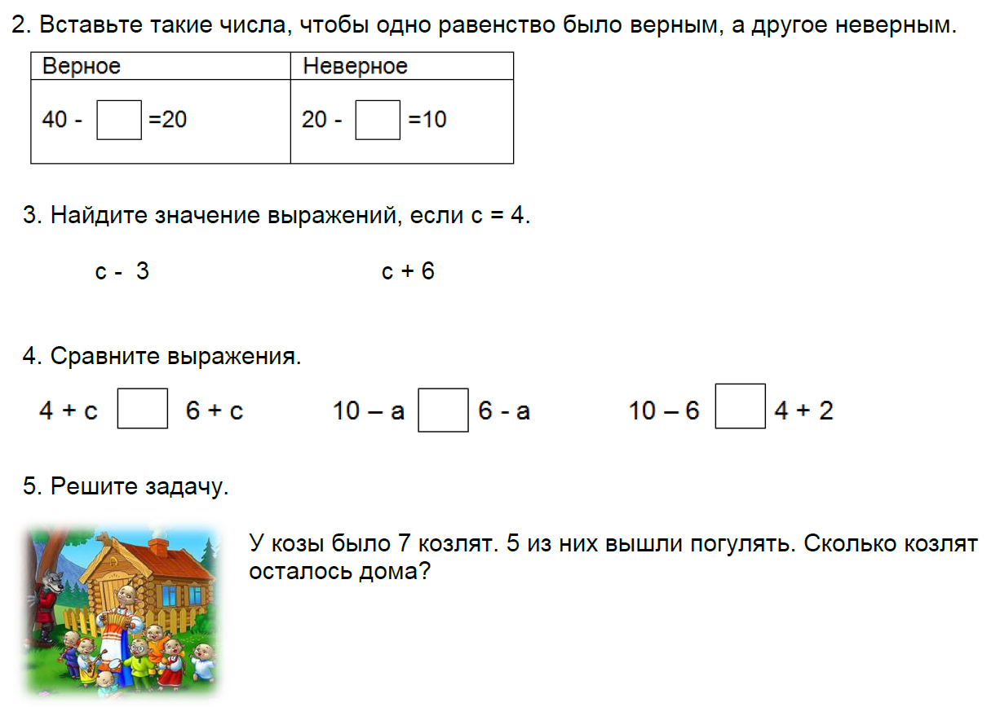 2. Вставьте такие числа, чтобы одно равенство было верным, а другое неверным.
Верное Неверное
40 - =20 20 - =10
3. Найдите значение выражений, если с = 4.
с - 3 с + 6
4. Сравните выражения.
4 + с 6 + с 10 – а 6 - а 10 – 6 4 + 2
5. Решите задачу.
У козы было 7 козлят. 5 из них вышли погулять. Сколько козлят
осталось дома?